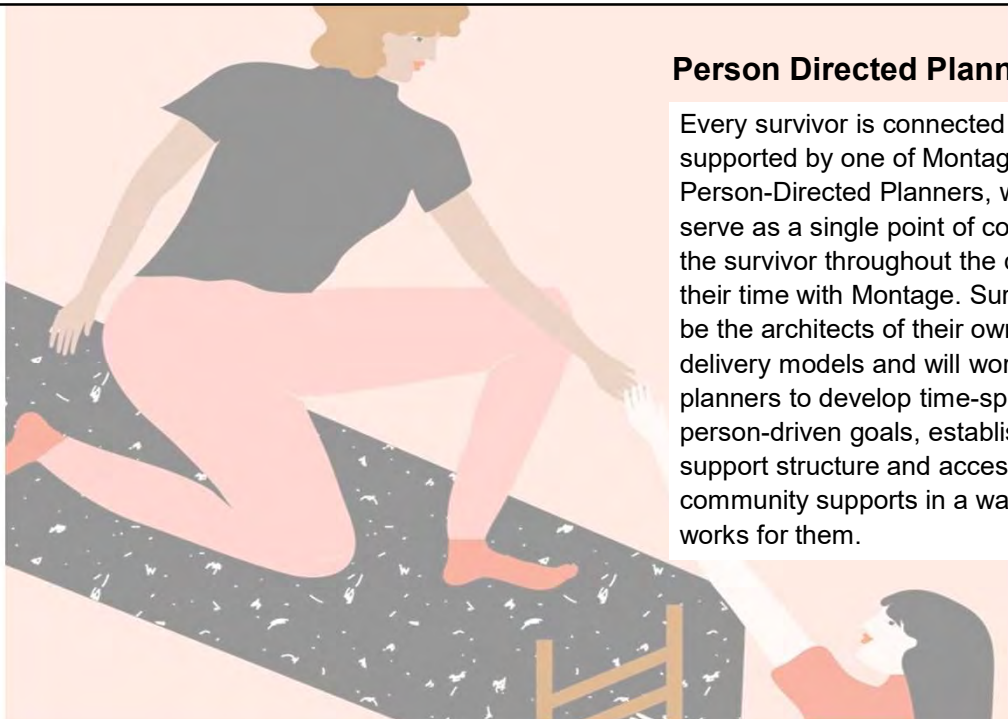 Person Directed Plann
Every survivor is connected
supported by one of Montag
Person-Directed Planners, w
serve as a single point of co
the survivor throughout the c
their time with Montage. Sur
be the architects of their own
delivery models and will wor
planners to develop time-sp
person-driven goals, establis
support structure and acces
community supports in a wa
works for them.